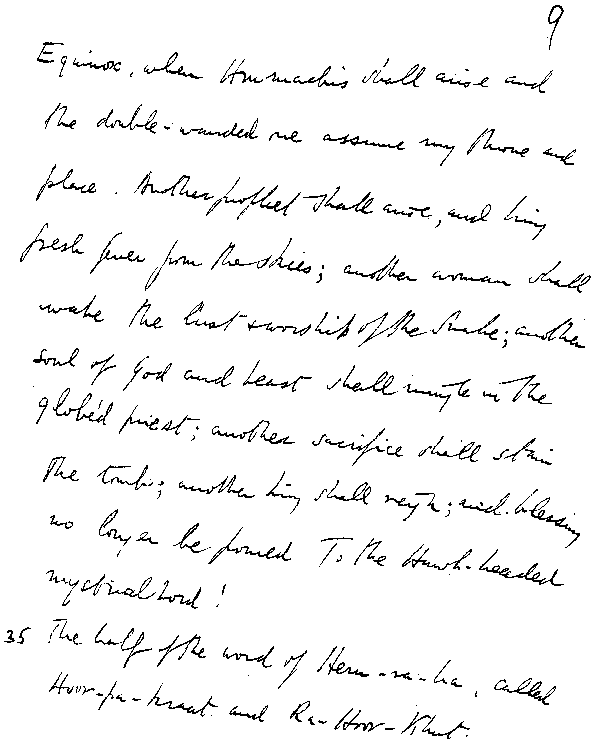 9
Equinox, when Hrumachis shall arise and
the double-wanded one assume my throne and
place. Another prophet shall arise, and bring
fresh fever from the skies; another woman shall
wake the lust & worship of the Snake; another
soul of God and beast shall mingle in the
globèd priest; another sacrifice shall stain
the tomb; another king shall reign; and blessing
no longer be poured To the Hawk-headed
mystical Lord!
35 The half of the word of Heru-ra-ha, called
Hoor-pa-kraat and Ra-Hoor-Khut.